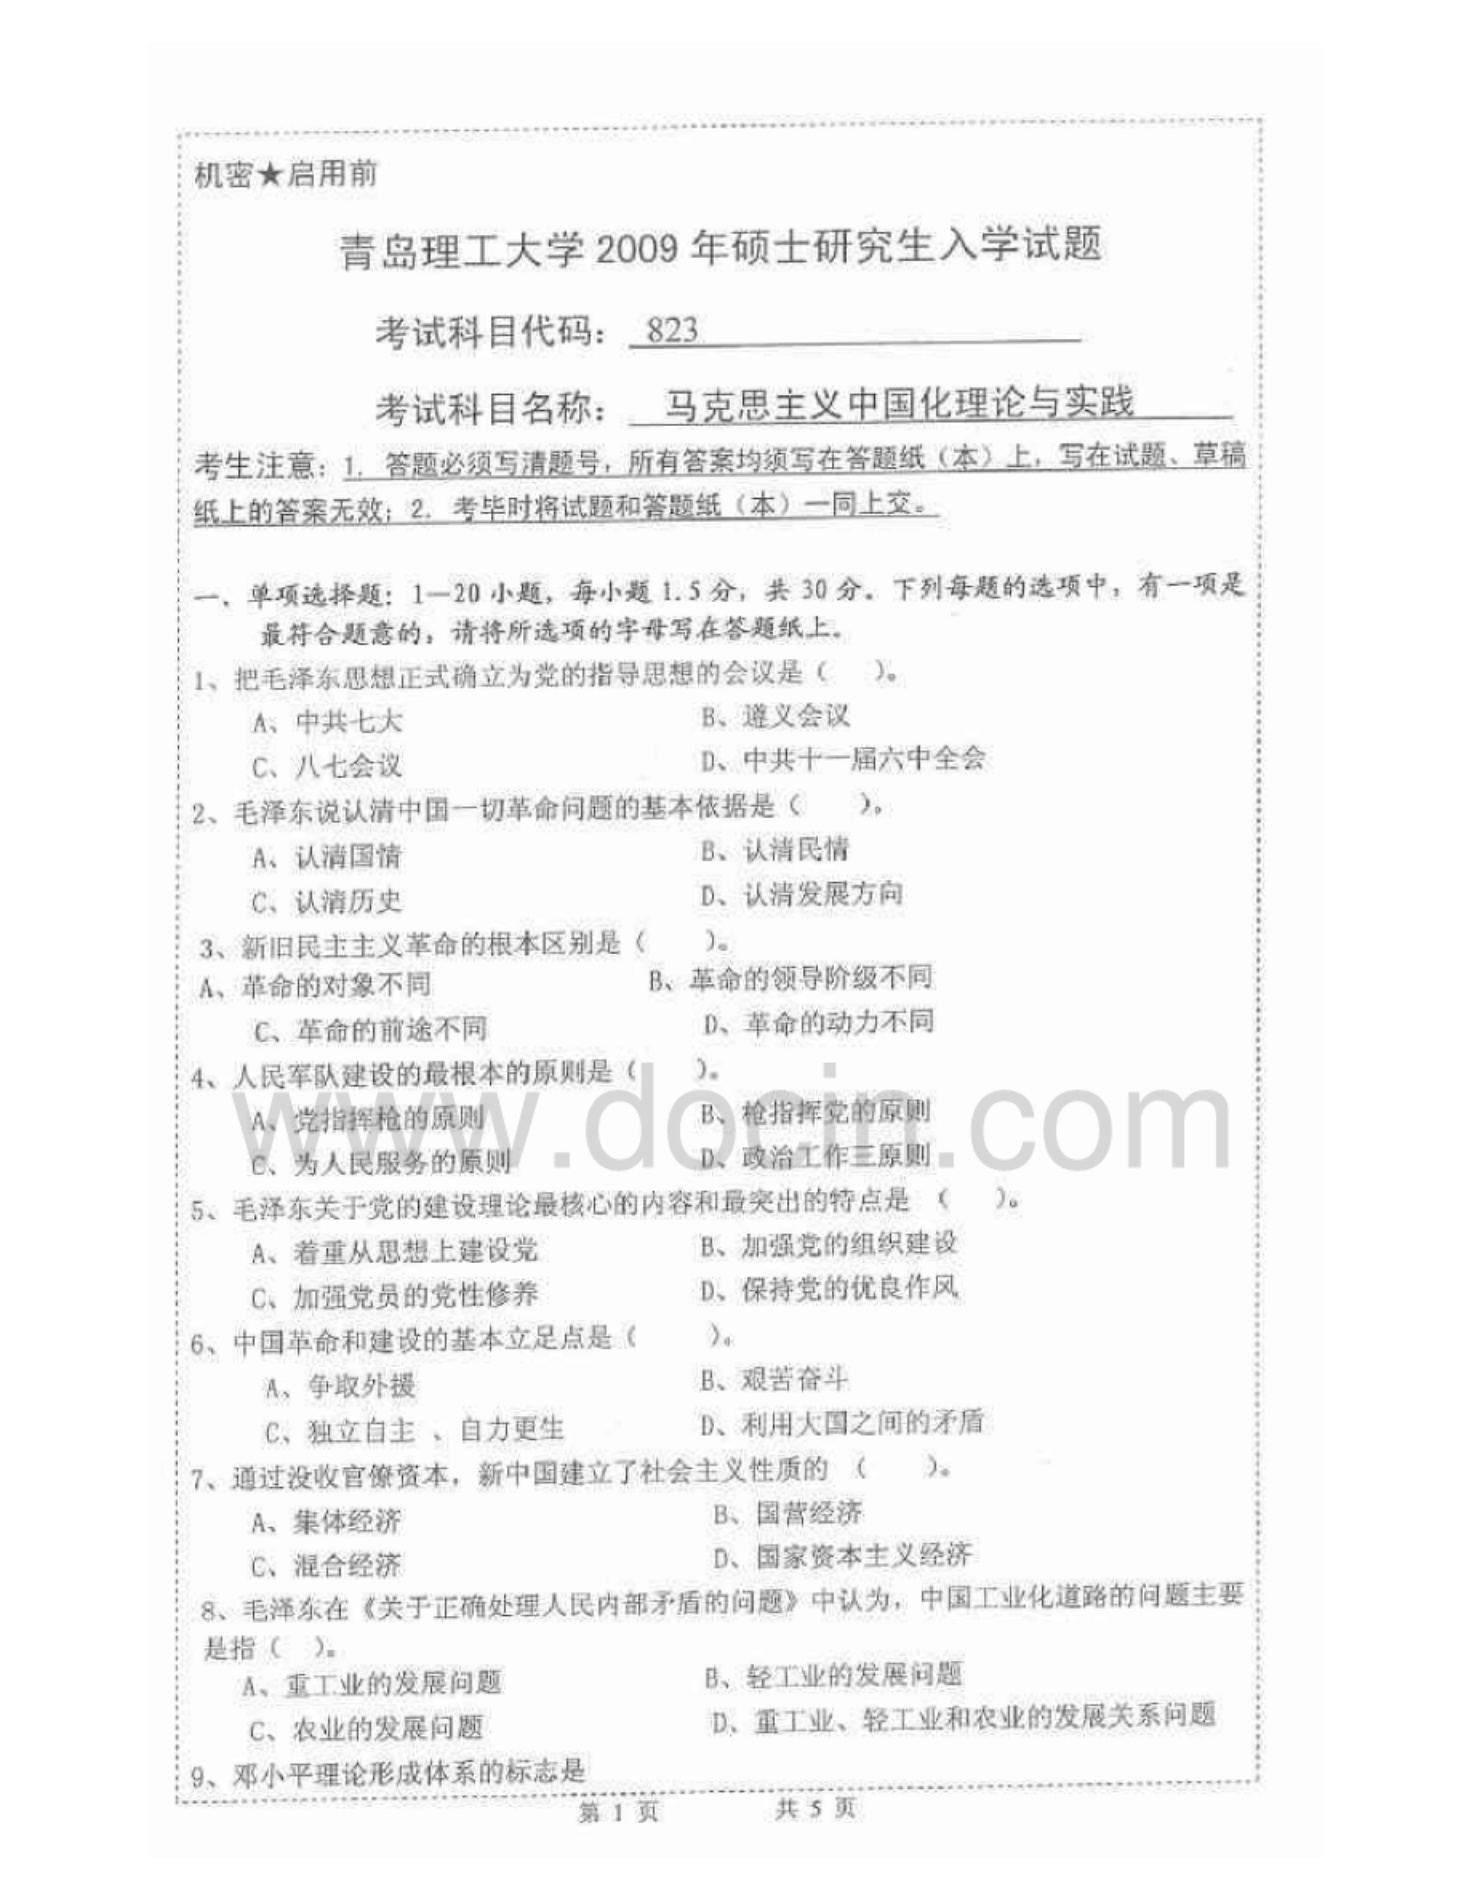 机密★启用前
青岛理工大学 2009 年硕士研究生入学试题
考试科目代码： 823
考试科目名称： 马克思主义中国化理论与实践
考生注意：1. 答题必须写清题号，所有答案均须写在答题纸（本）上，写在试题、草稿
纸上的答案无效；2. 考毕时将试题和答题纸（本）一同上交。
一、单项选择题：1—20 小题，每小题 1.5 分，共 30 分。下列每题的选项中，有一项是
最符合题意的，请将所选项的字母写在答题纸上。
1、把毛泽东思想正式确立为党的指导思想的会议是（ ）。
A、中共七大 B、遵义会议
C、八七会议 D、中共十一届六中全会
2、毛泽东说认清中国一切革命问题的基本依据是（ ）。
A、认清国情 B、认清民情
C、认清历史 D、认清发展方向
3、新旧民主主义革命的根本区别是（ ）。
A、革命的对象不同 B、革命的领导阶级不同
C、革命的前途不同 D、革命的动力不同
4、人民军队建设的最根本的原则是（ ）。
A、党指挥枪的原则 B、枪指挥党的原则
C、为人民服务的原则 D、政治工作三原则
www.docin.com
5、毛泽东关于党的建设理论最核心的内容和最突出的特点是 （ ）。
A、着重从思想上建设党 B、加强党的组织建设
C、加强党员的党性修养 D、保持党的优良作风
6、中国革命和建设的基本立足点是（ ）。
A、争取外援 B、艰苦奋斗
C、独立自主 、自力更生 D、利用大国之间的矛盾
7、通过没收官僚资本，新中国建立了社会主义性质的 （ ）。
A、集体经济 B、国营经济
C、混合经济 D、国家资本主义经济
8、毛泽东在《关于正确处理人民内部矛盾的问题》中认为，中国工业化道路的问题主要
是指（ ）。
A、重工业的发展问题 B、轻工业的发展问题
C、农业的发展问题 D、重工业、轻工业和农业的发展关系问题
9、邓小平理论形成体系的标志是
第 1 页 共 5 页